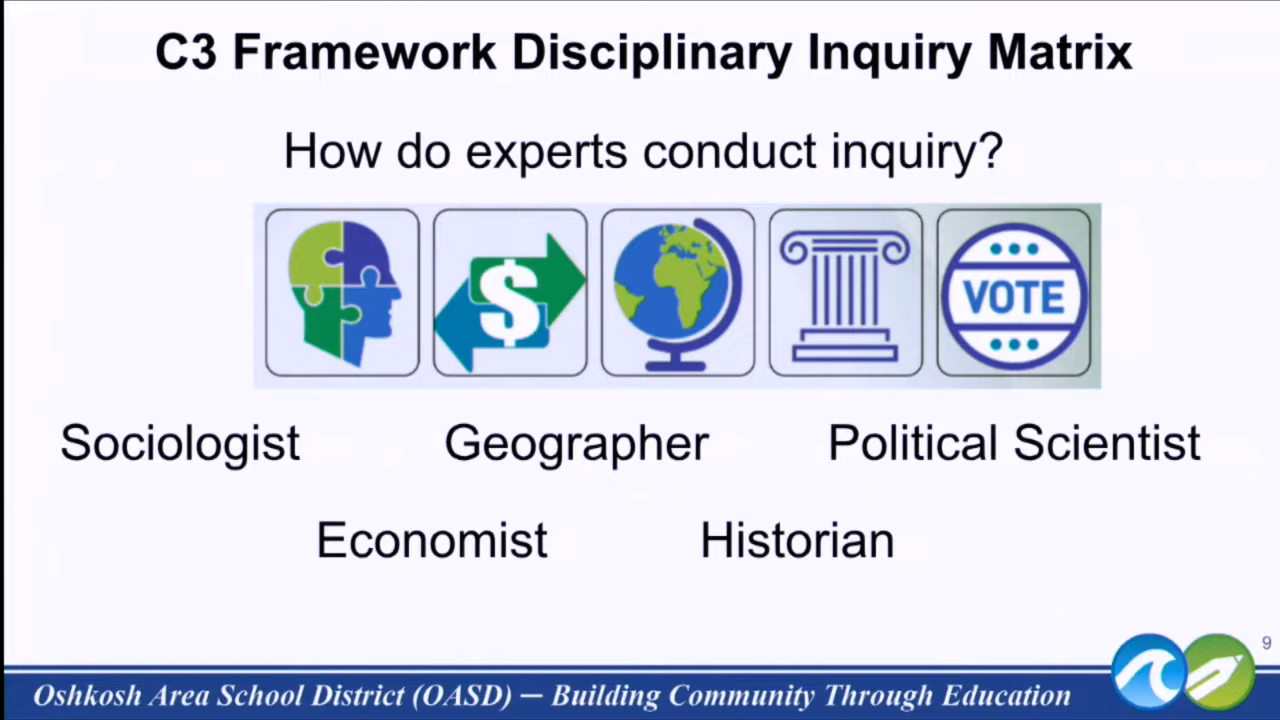 C3 Framework Disciplinary Inquiry Matrix
How do experts conduct inquiry?
$
VOTE
Sociologist Geographer Political Scientist
Economist Historian
9
Oshkosh Area School District (OASD) — Building Community Through Education